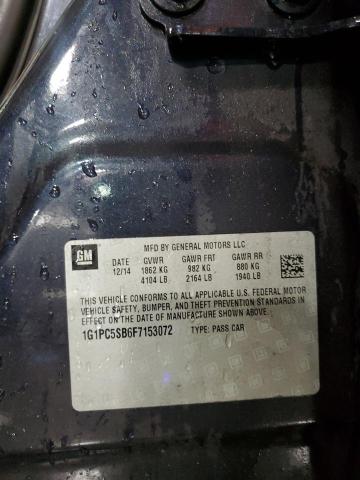 GM
MFD BY GENERAL MOTORS LLC
DATE GVWR GAWR FRT GAWR RR
12/14 1862 KG 982 KG 880 KG
4104 LB 2164 LB 1940 LB
THIS VEHICLE CONFORMS TO ALL APPLICABLE U.S. FEDERAL MOTOR
VEHICLE SAFETY, BUMPER, AND THEFT PREVENTION STANDARDS
IN EFFECT ON THE DATE OF MANUFACTURE SHOWN ABOVE.
1G1PC5SB6F7153072 TYPE: PASS CAR